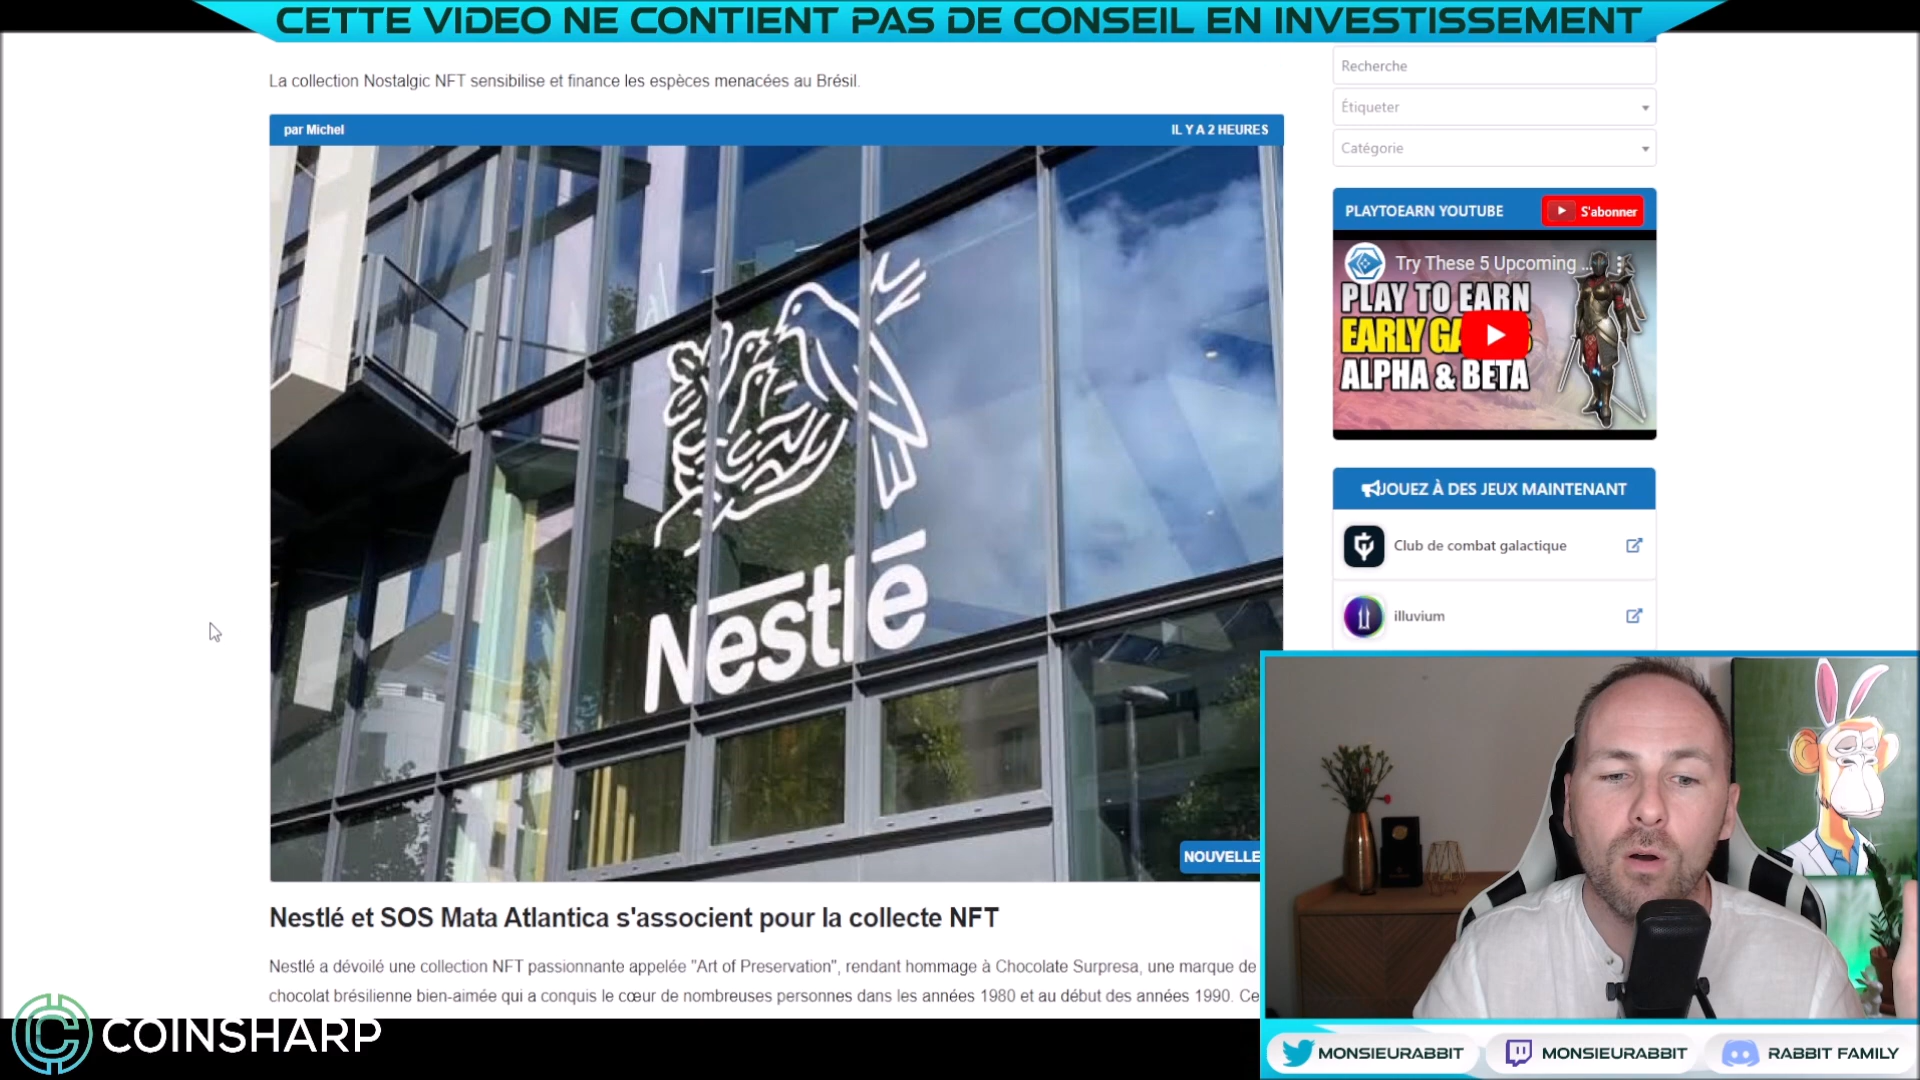 CETTE VIDEO NE CONTIENT PAS DE CONSEIL EN INVESTISSEMENT
La collection Nostalgic NFT sensibilise et finance les espèces menacées au Brésil.
par Michel
IL Y A 2 HEURES
Nestlé
NOUVELLE
Nestlé et SOS Mata Atlantica s'associent pour la collecte NFT
Nestlé a dévoilé une collection NFT passionnante appelée "Art of Preservation", rendant hommage à Chocolate Surpresa, une marque de
chocolat brésilienne bien-aimée qui a conquis le cœur de nombreuses personnes dans les années 1980 et au début des années 1990. Ce
Recherche
Étiqueter
Catégorie
PLAYTOEARN YOUTUBE
S'abonner
Try These 5 Upcoming ...
PLAY TO EARN
EARLY
ALPHA & BETA
JOUEZ À DES JEUX MAINTENANT
Club de combat galactique
illuvium
COINSHARP
MONSIEURABBIT
MONSIEURABBIT
RABBIT FAMILY